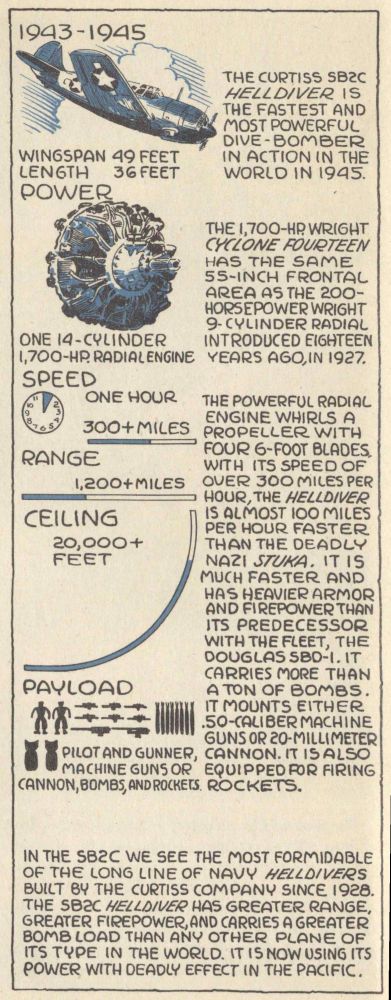 1943-1945
THE CURTISS SB2C
HELLDIVER IS
THE FASTEST AND
MOST POWERFUL
DIVE-BOMBER
IN ACTION IN THE
WORLD IN 1945.
WINGSPAN 49 FEET
LENGTH 36 FEET
POWER
THE 1,700-HP. WRIGHT
CYCLONE FOURTEEN
HAS THE SAME
55-INCH FRONTAL
AREA AS THE 200-
HORSEPOWER WRIGHT
9-CYLINDER RADIAL
INTRODUCED EIGHTEEN
YEARS AGO, IN 1927.
ONE 14-CYLINDER
1,700-HP. RADIAL ENGINE
SPEED
ONE HOUR
300+ MILES
RANGE
1,200+ MILES
CEILING
20,000+
FEET
THE POWERFUL RADIAL
ENGINE WHIRLS A
PROPELLER WITH
FOUR 6-FOOT BLADES.
WITH ITS SPEED OF
OVER 300 MILES PER
HOUR, THE HELLDIVER
IS ALMOST 100 MILES
PER HOUR FASTER
THAN THE DEADLY
NAZI STUKA. IT IS
MUCH FASTER AND
HAS HEAVIER ARMOR
AND FIREPOWER THAN
ITS PREDECESSOR
WITH THE FLEET, THE
DOUGLAS SBD-1. IT
CARRIES MORE THAN
A TON OF BOMBS.
IT MOUNTS EITHER
.50-CALIBER MACHINE
GUNS OR 20-MILLIMETER
CANNON. IT IS ALSO
EQUIPPED FOR FIRING
ROCKETS.
PAYLOAD
PILOT AND GUNNER,
MACHINE GUNS OR
CANNON, BOMBS, AND ROCKETS.
IN THE SB2C WE SEE THE MOST FORMIDABLE
OF THE LONG LINE OF NAVY HELLDIVERS
BUILT BY THE CURTISS COMPANY SINCE 1928.
THE SB2C HELLDIVER HAS GREATER RANGE,
GREATER FIREPOWER, AND CARRIES A GREATER
BOMB LOAD THAN ANY OTHER PLANE OF
ITS TYPE IN THE WORLD. IT IS NOW USING ITS
POWER WITH DEADLY EFFECT IN THE PACIFIC.